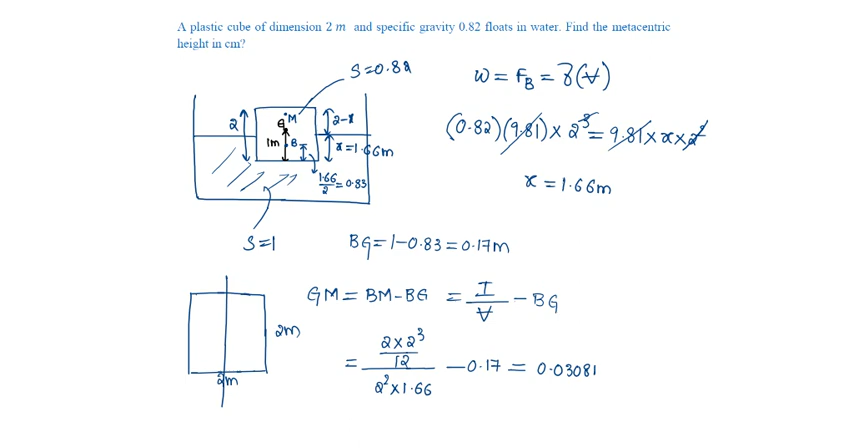 A plastic cube of dimension 2 m and specific gravity 0.82 floats in water. Find the metacentric
height in cm?
S=0.82
W = FB = γ(V)
2
G M
2-x
(0.82)(9.81)×2³ = 9.81×x×2²
1m B
x=1.66m
1.66/2 = 0.83
x = 1.66m
S=1
BG = 1-0.83 = 0.17m
GM = BM-BG = I/V - BG
2m
= (2×2³/12)/(2²×1.66) - 0.17 = 0.03081
2m